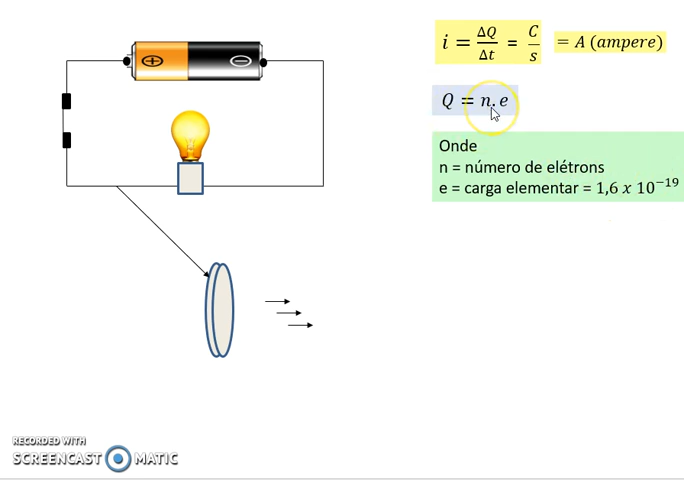 i = ΔQ/Δt = C/s = A (ampere)
Q = n.e
Onde
n = número de elétrons
e = carga elementar = 1,6 x 10⁻¹⁹
+ −
RECORDED WITH
SCREENCAST MATIC